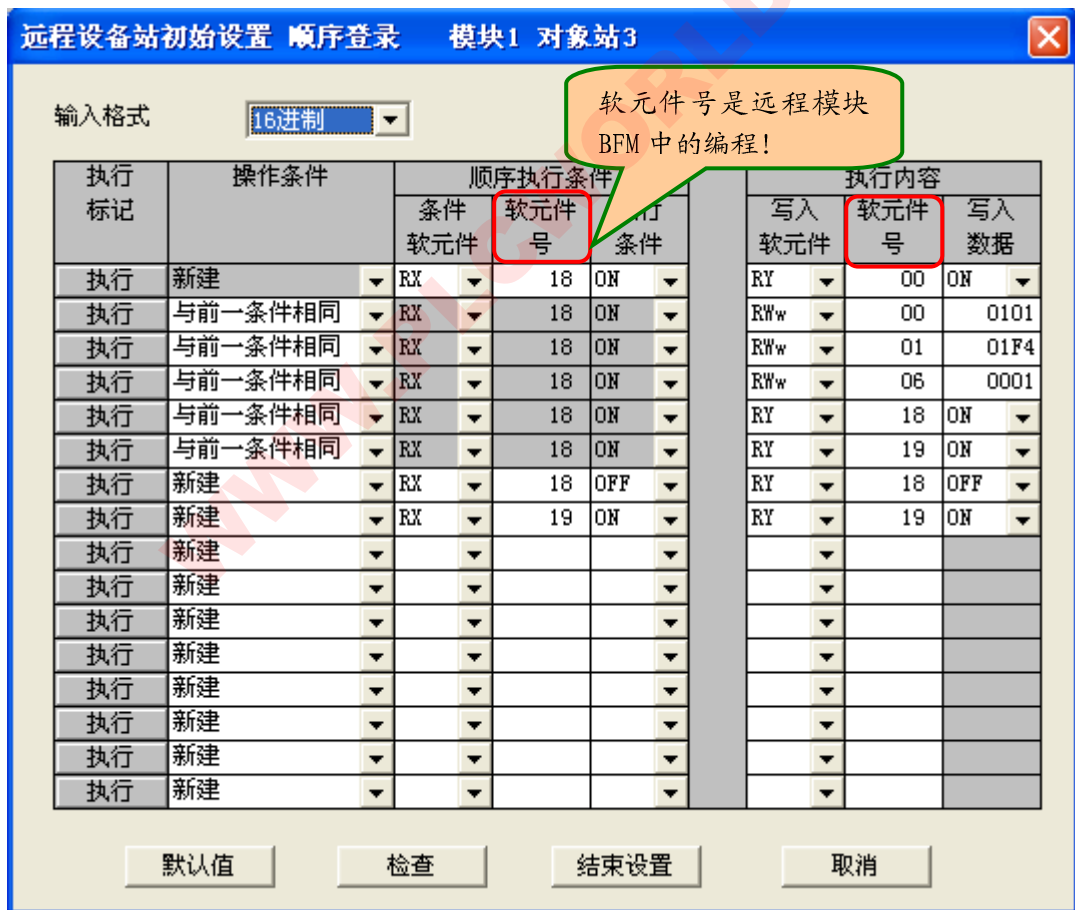 远程设备站初始设置 顺序登录 模块1 对象站3
输入格式 16进制
软元件号是远程模块
BFM 中的编程!
执行 操作条件 顺序执行条件 执行内容
标记 条件 软元件 写入 软元件 写入
软元件 号 条件 软元件 号 数据
执行 新建 RX 18 ON RY 00 ON
执行 与前一条件相同 RX 18 ON RWw 00 0101
执行 与前一条件相同 RX 18 ON RWw 01 01F4
执行 与前一条件相同 RX 18 ON RWw 06 0001
执行 与前一条件相同 RX 18 ON RY 18 ON
执行 与前一条件相同 RX 18 ON RY 19 ON
执行 新建 RX 18 OFF RY 18 OFF
执行 新建 RX 19 ON RY 19 ON
执行 新建
执行 新建
执行 新建
执行 新建
执行 新建
执行 新建
执行 新建
执行 新建
默认值 检查 结束设置 取消